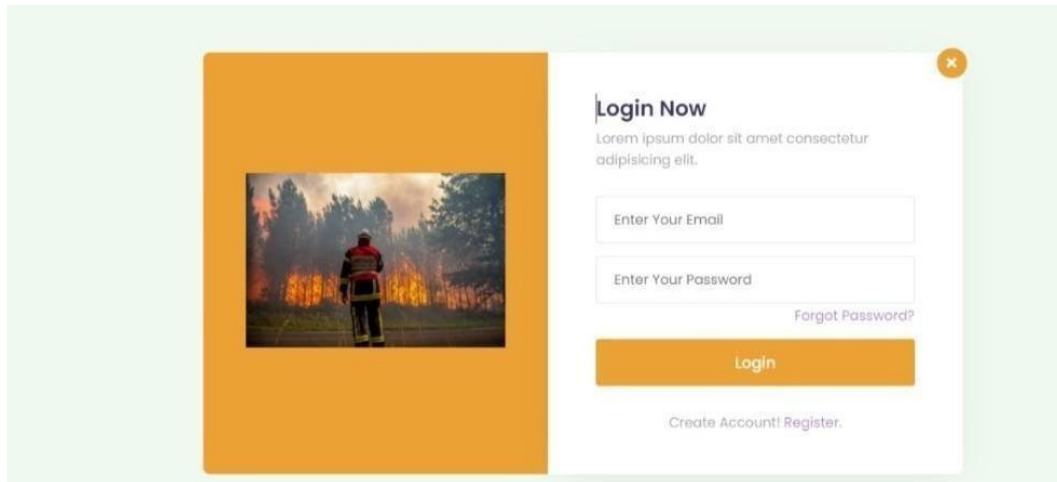 Login Now
Lorem ipsum dolor sit amet consectetur
adipisicing elit.
Enter Your Email
Enter Your Password
Forgot Password?
Login
Create Account! Register.